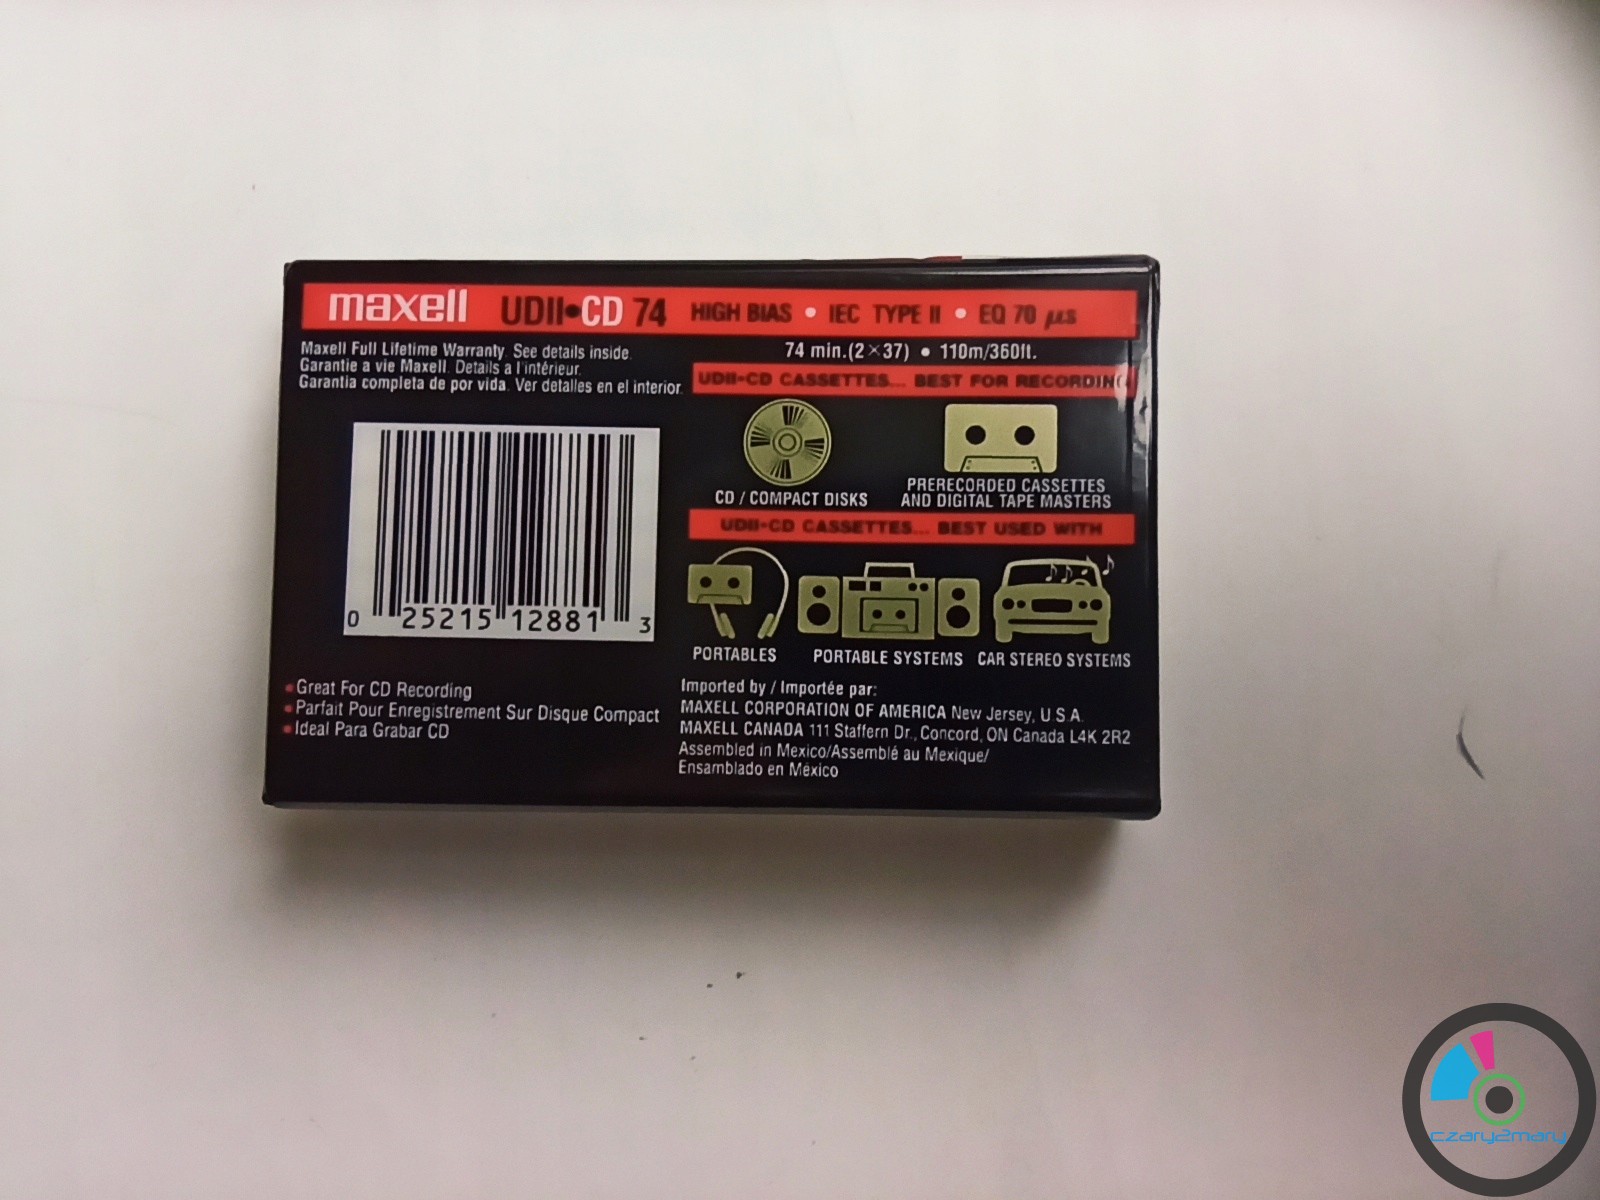 maxell UDII•CD 74 HIGH BIAS • IEC TYPE II • EQ 70 µs
Maxell Full Lifetime Warranty. See details inside.
Garantie a vie Maxell. Details a l'intérieur.
Garantia completa de por vida. Ver detalles en el interior.
74 min.(2×37) • 110m/360ft.
UDII•CD CASSETTES... BEST FOR RECORDING
CD / COMPACT DISKS
PRERECORDED CASSETTES
AND DIGITAL TAPE MASTERS
UDII•CD CASSETTES... BEST USED WITH
PORTABLES
PORTABLE SYSTEMS
CAR STEREO SYSTEMS
0 25215 12881 3
•Great For CD Recording
•Parfait Pour Enregistrement Sur Disque Compact
•Ideal Para Grabar CD
Imported by / Importée par:
MAXELL CORPORATION OF AMERICA New Jersey, U.S.A.
MAXELL CANADA 111 Staffern Dr., Concord, ON Canada L4K 2R2
Assembled in Mexico/Assemblé au Mexique/
Ensamblado en México
czary2mary